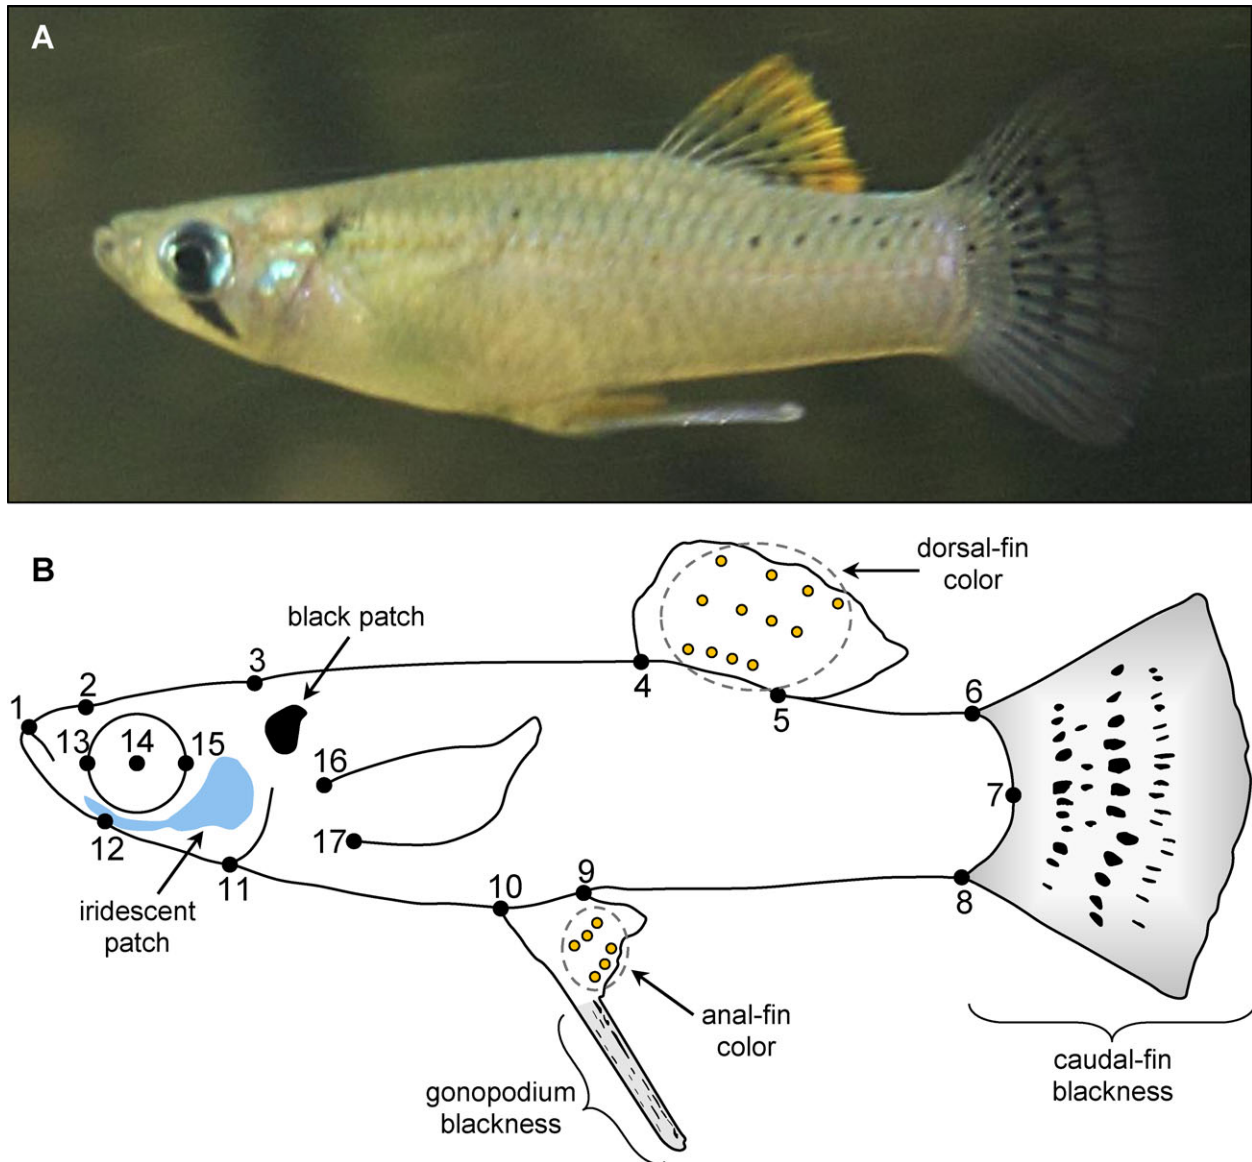 A
B
dorsal-fin
color
black patch
3
2
1
4
5
6
13
14
15
16
7
17
12
11
10
9
8
iridescent
patch
anal-fin
color
gonopodium
blackness
caudal-fin
blackness